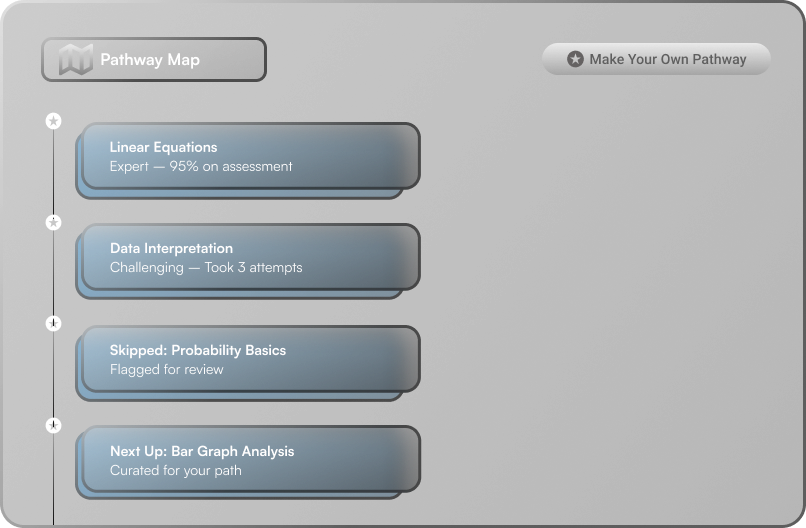 Pathway Map
Make Your Own Pathway
Linear Equations
Expert — 95% on assessment
Data Interpretation
Challenging — Took 3 attempts
Skipped: Probability Basics
Flagged for review
Next Up: Bar Graph Analysis
Curated for your path